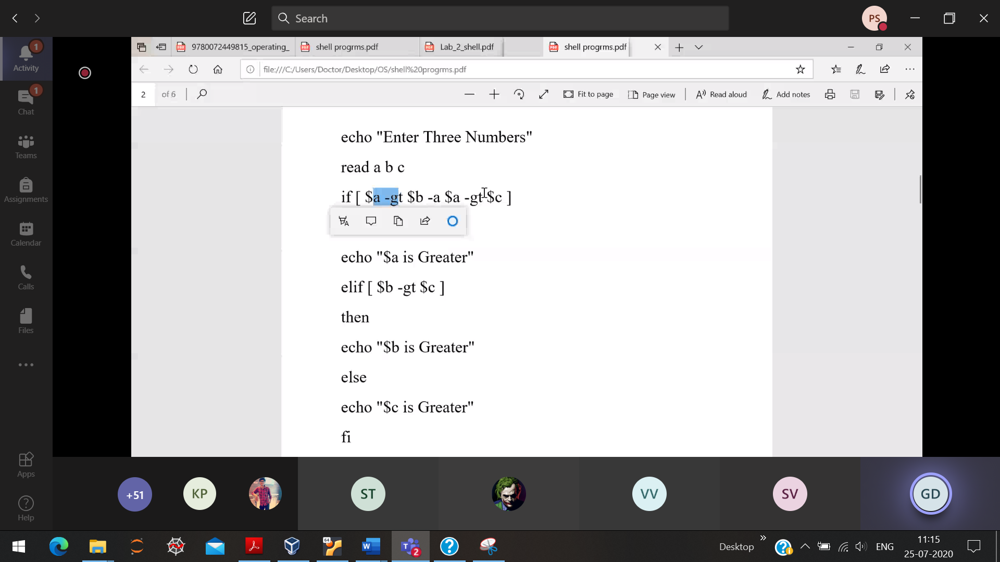 Search
PS
9780072449815_operating_
shell progrms.pdf
Lab_2_shell.pdf
shell progrms.pdf
file:///C:/Users/Doctor/Desktop/OS/shell%20progrms.pdf
2 of 6
Fit to page
Page view
Read aloud
Add notes
1
Activity
1
Chat
Teams
Assignments
Calendar
Calls
Files
Apps
Help
echo "Enter Three Numbers"
read a b c
if [ $a -gt $b -a $a -gt $c ]
echo "$a is Greater"
elif [ $b -gt $c ]
then
echo "$b is Greater"
else
echo "$c is Greater"
fi
+51
KP
ST
VV
SV
GD
64
2
Desktop
ENG
11:15
25-07-2020